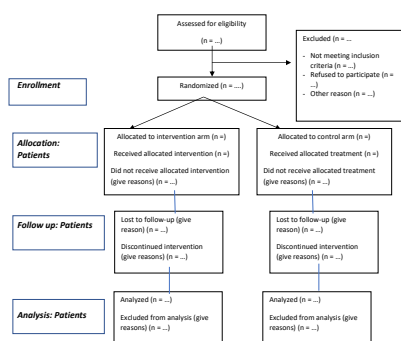 Assessed for eligibility
(n = ...)
Excluded (n = ...
- Not meeting inclusion
criteria (n = ...)
- Refused to participate (n =
...)
- Other reason (n = ...)
Enrollment
Randomized (n = ....)
Allocation:
Patients
Allocated to intervention arm (n =)
Received allocated intervention (n =)
Did not receive allocated intervention
(give reasons) (n = ...)
Allocated to control arm (n =)
Received allocated treatment (n =)
Did not receive allocated treatment
(give reasons) (n = ...)
Follow up: Patients
Lost to follow-up (give
reason) (n = ...)
Discontinued intervention
(give reasons) (n = ...)
Lost to follow-up (give
reason) (n = ...)
Discontinued intervention
(give reasons) (n = ...)
Analysis: Patients
Analyzed (n = ...)
Excluded from analysis (give
reasons) (n = ...)
Analyzed (n = ...)
Excluded from analysis (give
reasons) (n = ...)